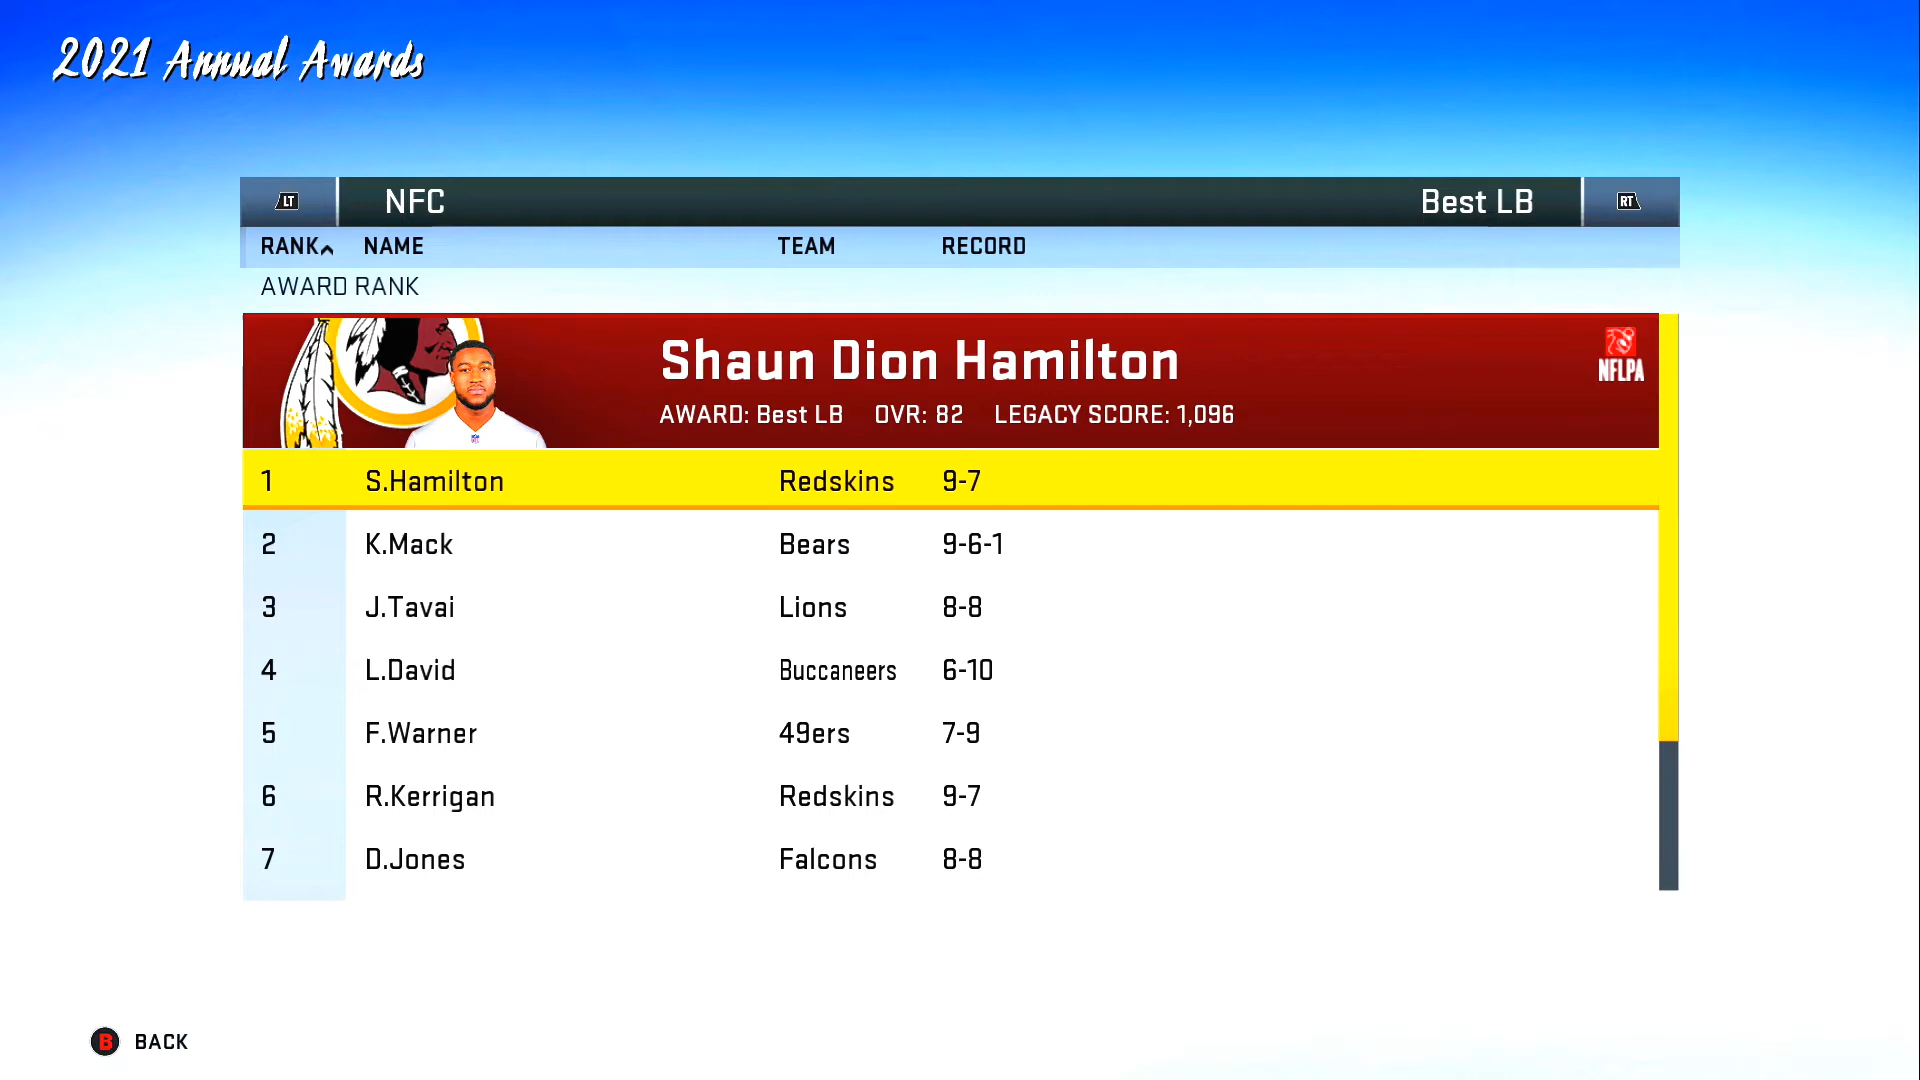 2021 Annual Awards
LT NFC Best LB RT
RANK NAME TEAM RECORD
AWARD RANK
Shaun Dion Hamilton
NFLPA
AWARD: Best LB OVR: 82 LEGACY SCORE: 1,096
1 S.Hamilton Redskins 9-7
2 K.Mack Bears 9-6-1
3 J.Tavai Lions 8-8
4 L.David Buccaneers 6-10
5 F.Warner 49ers 7-9
6 R.Kerrigan Redskins 9-7
7 D.Jones Falcons 8-8
B BACK